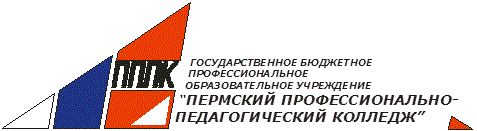 ППК
ГОСУДАРСТВЕННОЕ БЮДЖЕТНОЕ
ПРОФЕССИОНАЛЬНОЕ
ОБРАЗОВАТЕЛЬНОЕ УЧРЕЖДЕНИЕ
"ПЕРМСКИЙ ПРОФЕССИОНАЛЬНО-
ПЕДАГОГИЧЕСКИЙ КОЛЛЕДЖ"